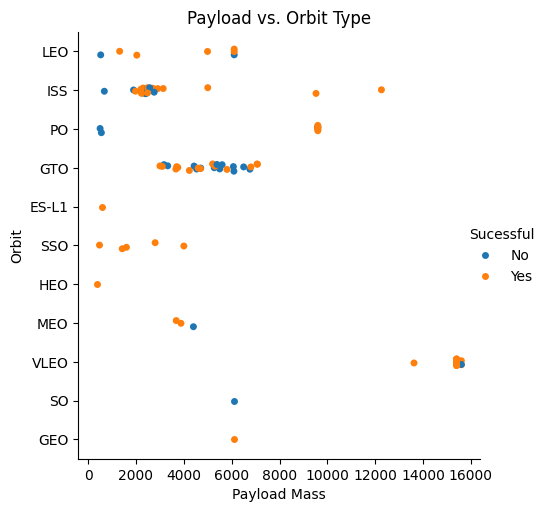 Payload vs. Orbit Type
LEO
ISS
PO
GTO
ES-L1
SSO
HEO
MEO
VLEO
SO
GEO
Orbit
Sucessful
No
Yes
0 2000 4000 6000 8000 10000 12000 14000 16000
Payload Mass